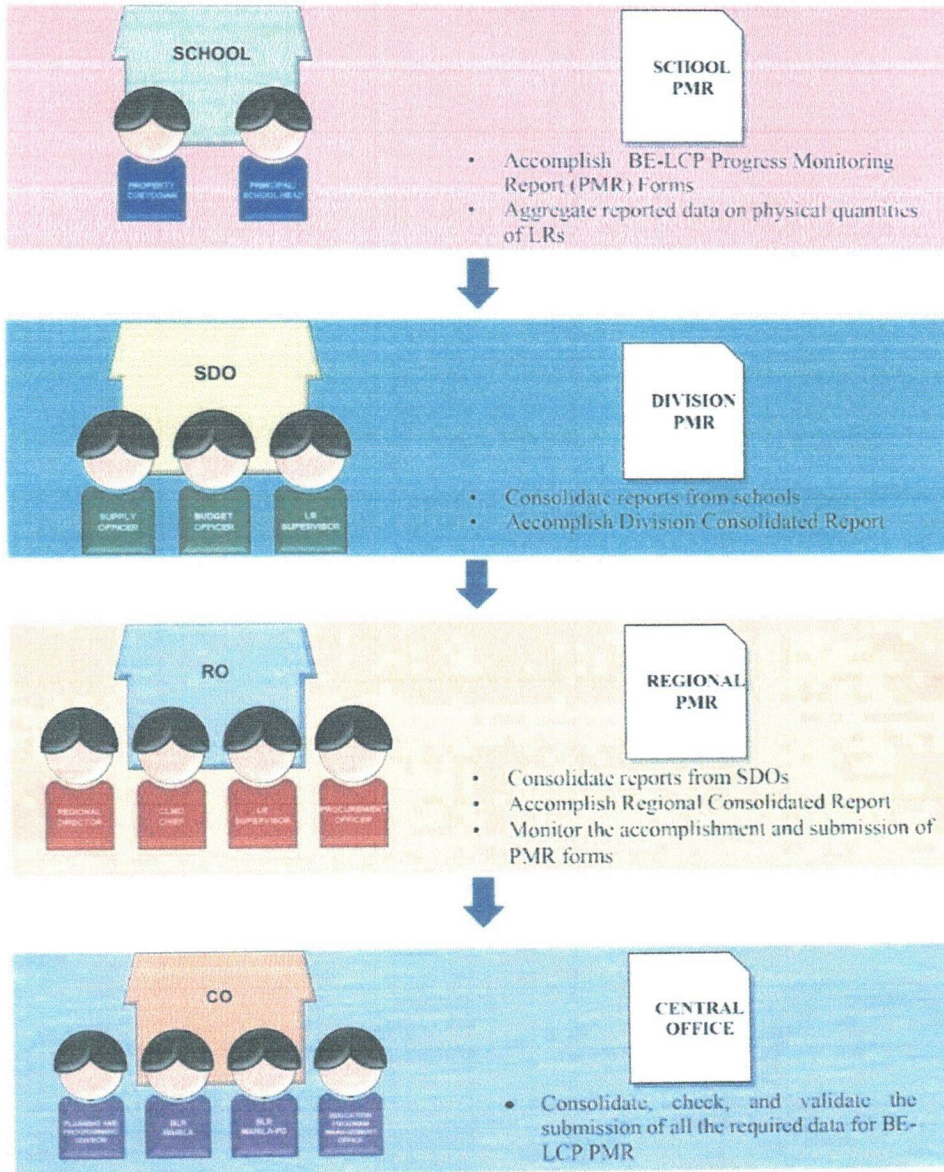 SCHOOL
PROPERTY
CUSTODIAN
PRINCIPAL
SCHOOL HEAD
SCHOOL
PMR
• Accomplish BE-LCP Progress Monitoring
Report (PMR) Forms
• Aggregate reported data on physical quantities
of LRs
SDO
SUPPLY
OFFICER
BUDGET
OFFICER
LR
SUPERVISOR
DIVISION
PMR
• Consolidate reports from schools
• Accomplish Division Consolidated Report
RO
REGIONAL
DIRECTOR
CLMD
CHIEF
LR
SUPERVISOR
PROCUREMENT
OFFICER
REGIONAL
PMR
• Consolidate reports from SDOs
• Accomplish Regional Consolidated Report
• Monitor the accomplishment and submission of
PMR forms
CO
PLANNING AND
PROGRAMMING
DIVISION
BLR
MANILA
BLR
MANILA-PG
EDUCATION
PROGRAM
MANAGEMENT
OFFICE
CENTRAL
OFFICE
• Consolidate, check, and validate the
submission of all the required data for BE-
LCP PMR